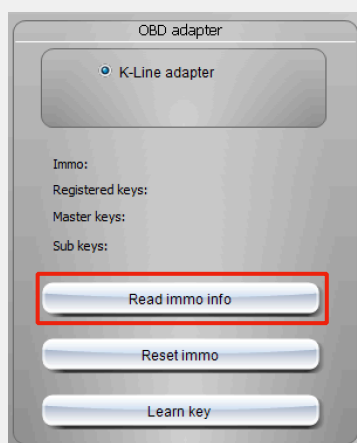 OBD adapter
K-Line adapter
Immo:
Registered keys:
Master keys:
Sub keys:
Read immo info
Reset immo
Learn key